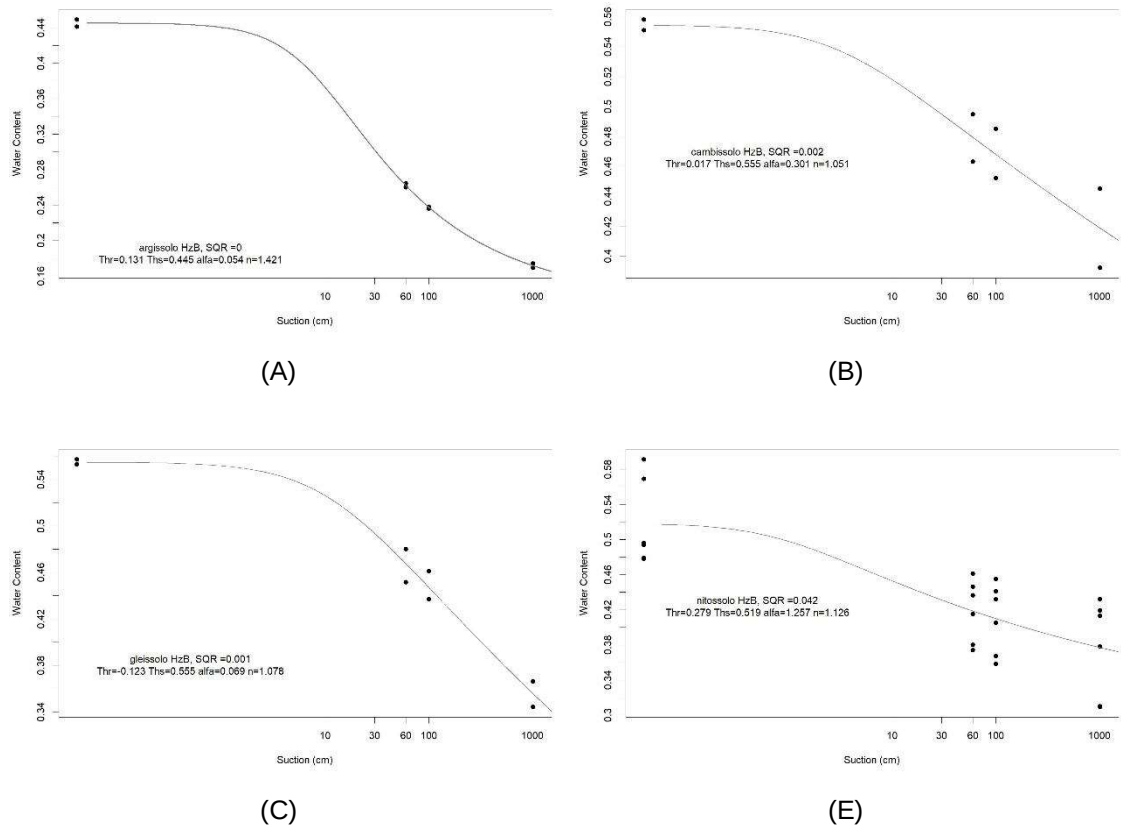 0.44
0.4
0.36
0.32
0.28
0.24
0.2
0.16
Water Content
argissolo HzB, SQR =0
Thr=0.131 Ths=0.445 alfa=0.054 n=1.421
10 30 60 100 1000
Suction (cm)
(A)
0.56
0.54
0.52
0.5
0.48
0.46
0.44
0.42
0.4
Water Content
cambissolo HzB, SQR =0.002
Thr=0.017 Ths=0.555 alfa=0.301 n=1.051
10 30 60 100 1000
Suction (cm)
(B)
0.54
0.5
0.46
0.42
0.38
0.34
Water Content
gleissolo HzB, SQR =0.001
Thr=-0.123 Ths=0.555 alfa=0.069 n=1.078
10 30 60 100 1000
Suction (cm)
(C)
0.58
0.54
0.5
0.46
0.42
0.38
0.34
0.3
Water Content
nitossolo HzB, SQR =0.042
Thr=0.279 Ths=0.519 alfa=1.257 n=1.126
10 30 60 100 1000
Suction (cm)
(E)